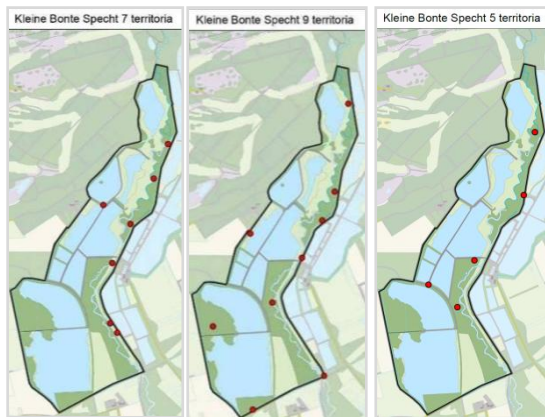 Kleine Bonte Specht 7 territoria
Kleine Bonte Specht 9 territoria
Kleine Bonte Specht 5 territoria